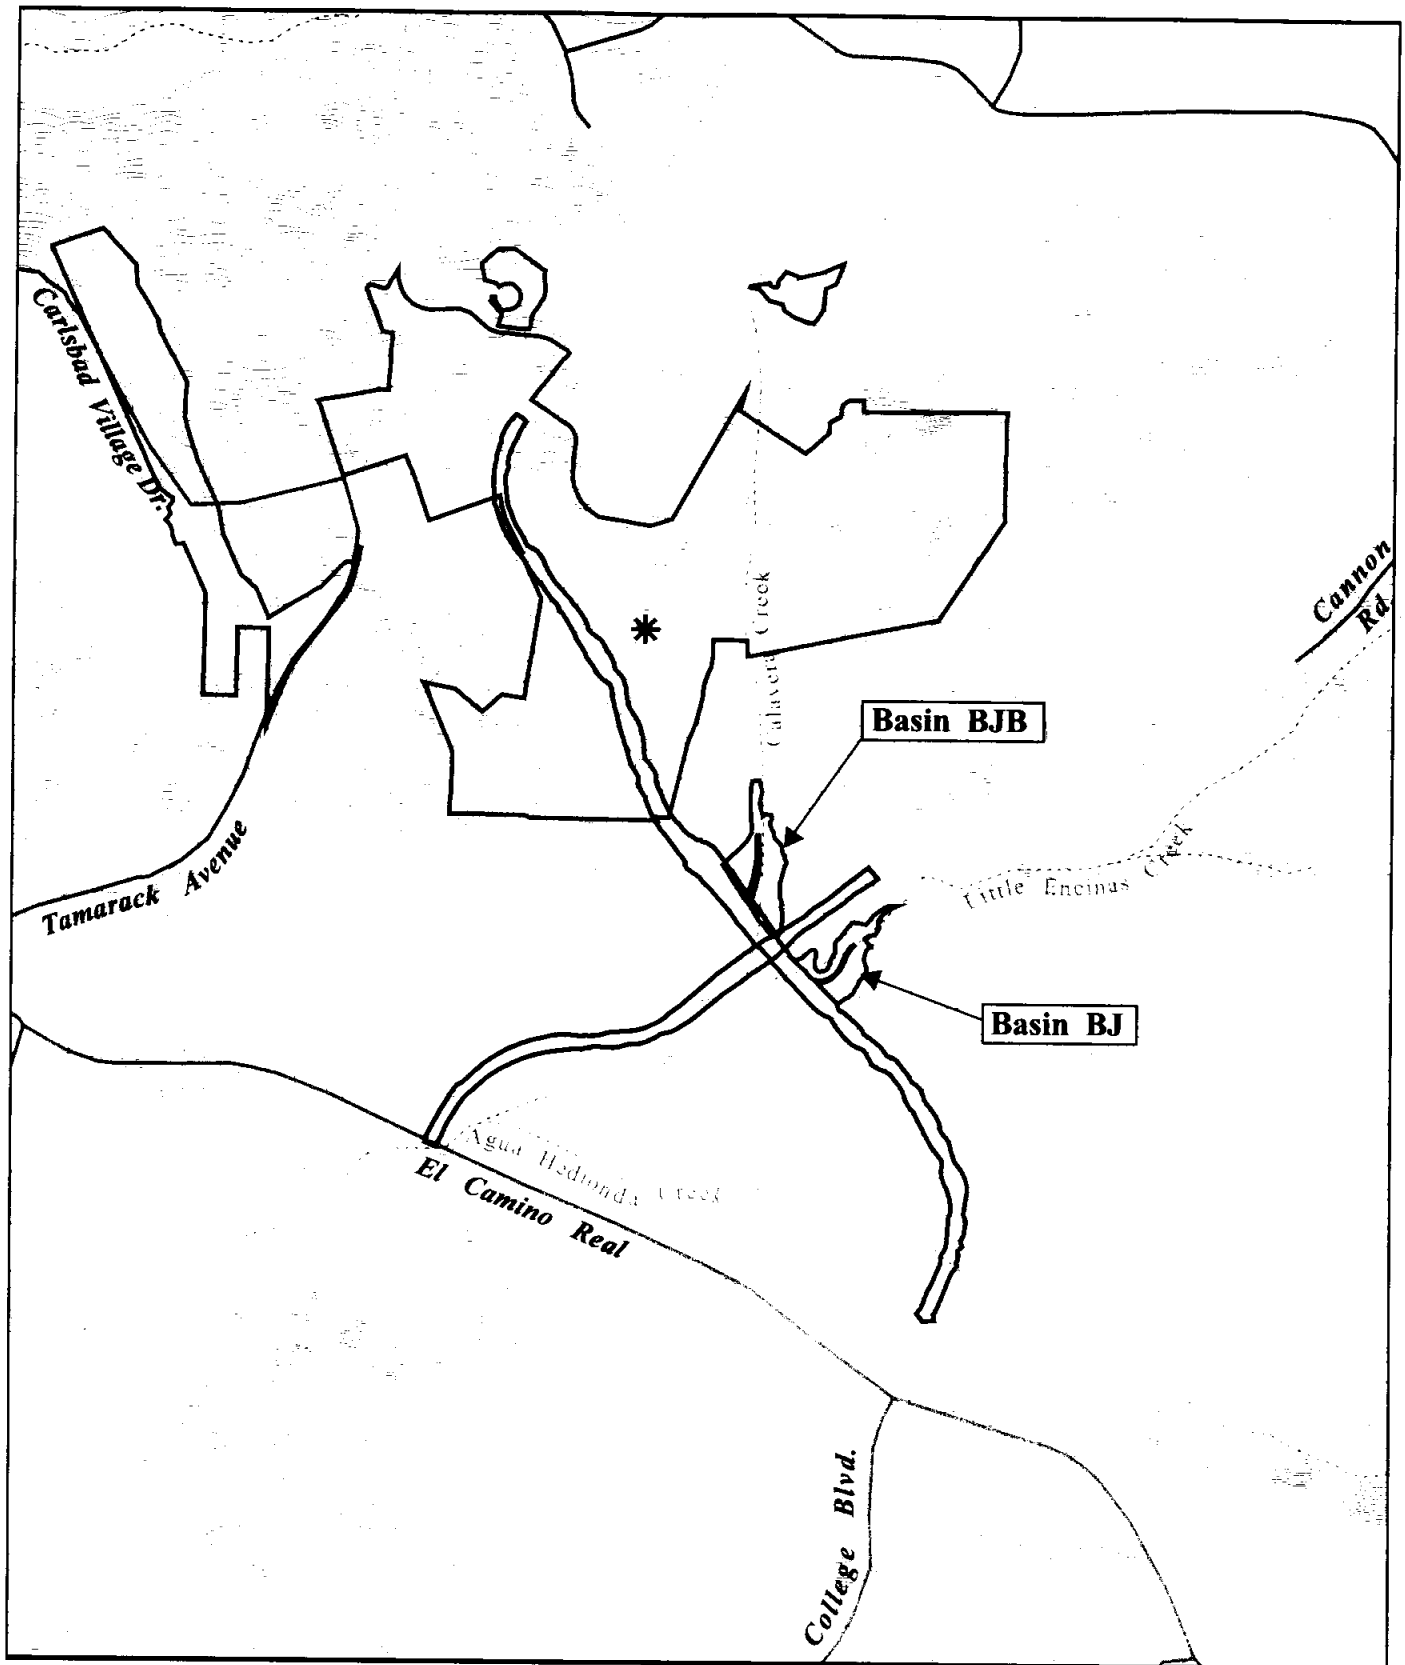 Carlsbad Village Dr.
Cannon
Rd.
Calavera Creek
Basin BJB
Tamarack Avenue
Little Encinas Creek
Basin BJ
Agua Hedionda Creek
El Camino Real
College Blvd.